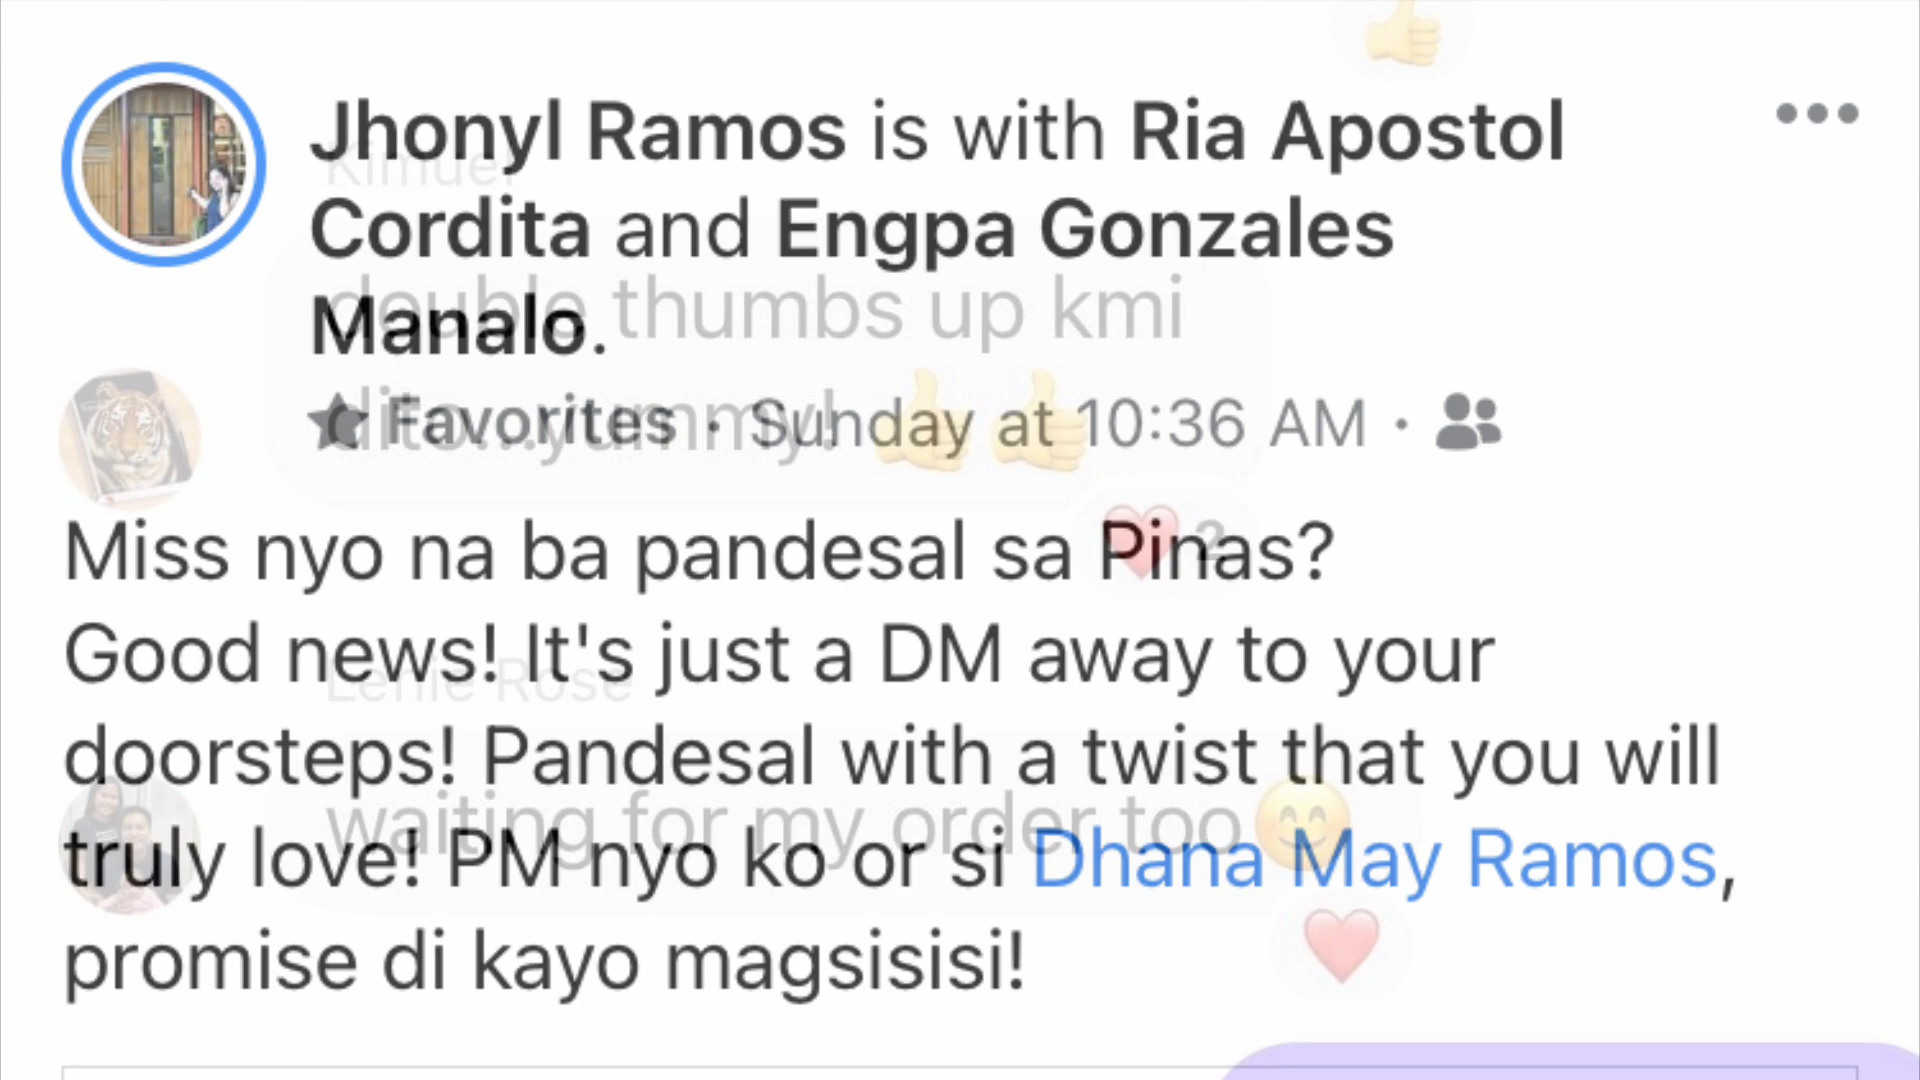 Jhonyl Ramos is with Ria Apostol
Cordita and Engpa Gonzales
Manalo.
Favorites · Sunday at 10:36 AM ·
Miss nyo na ba pandesal sa Pinas?
Good news! It's just a DM away to your
doorsteps! Pandesal with a twist that you will
truly love! PM nyo ko or si Dhana May Ramos,
promise di kayo magsisisi!
Kimuel
double thumbs up kmi
dito...yummy!
2
Lenie Rose
waiting for my order too